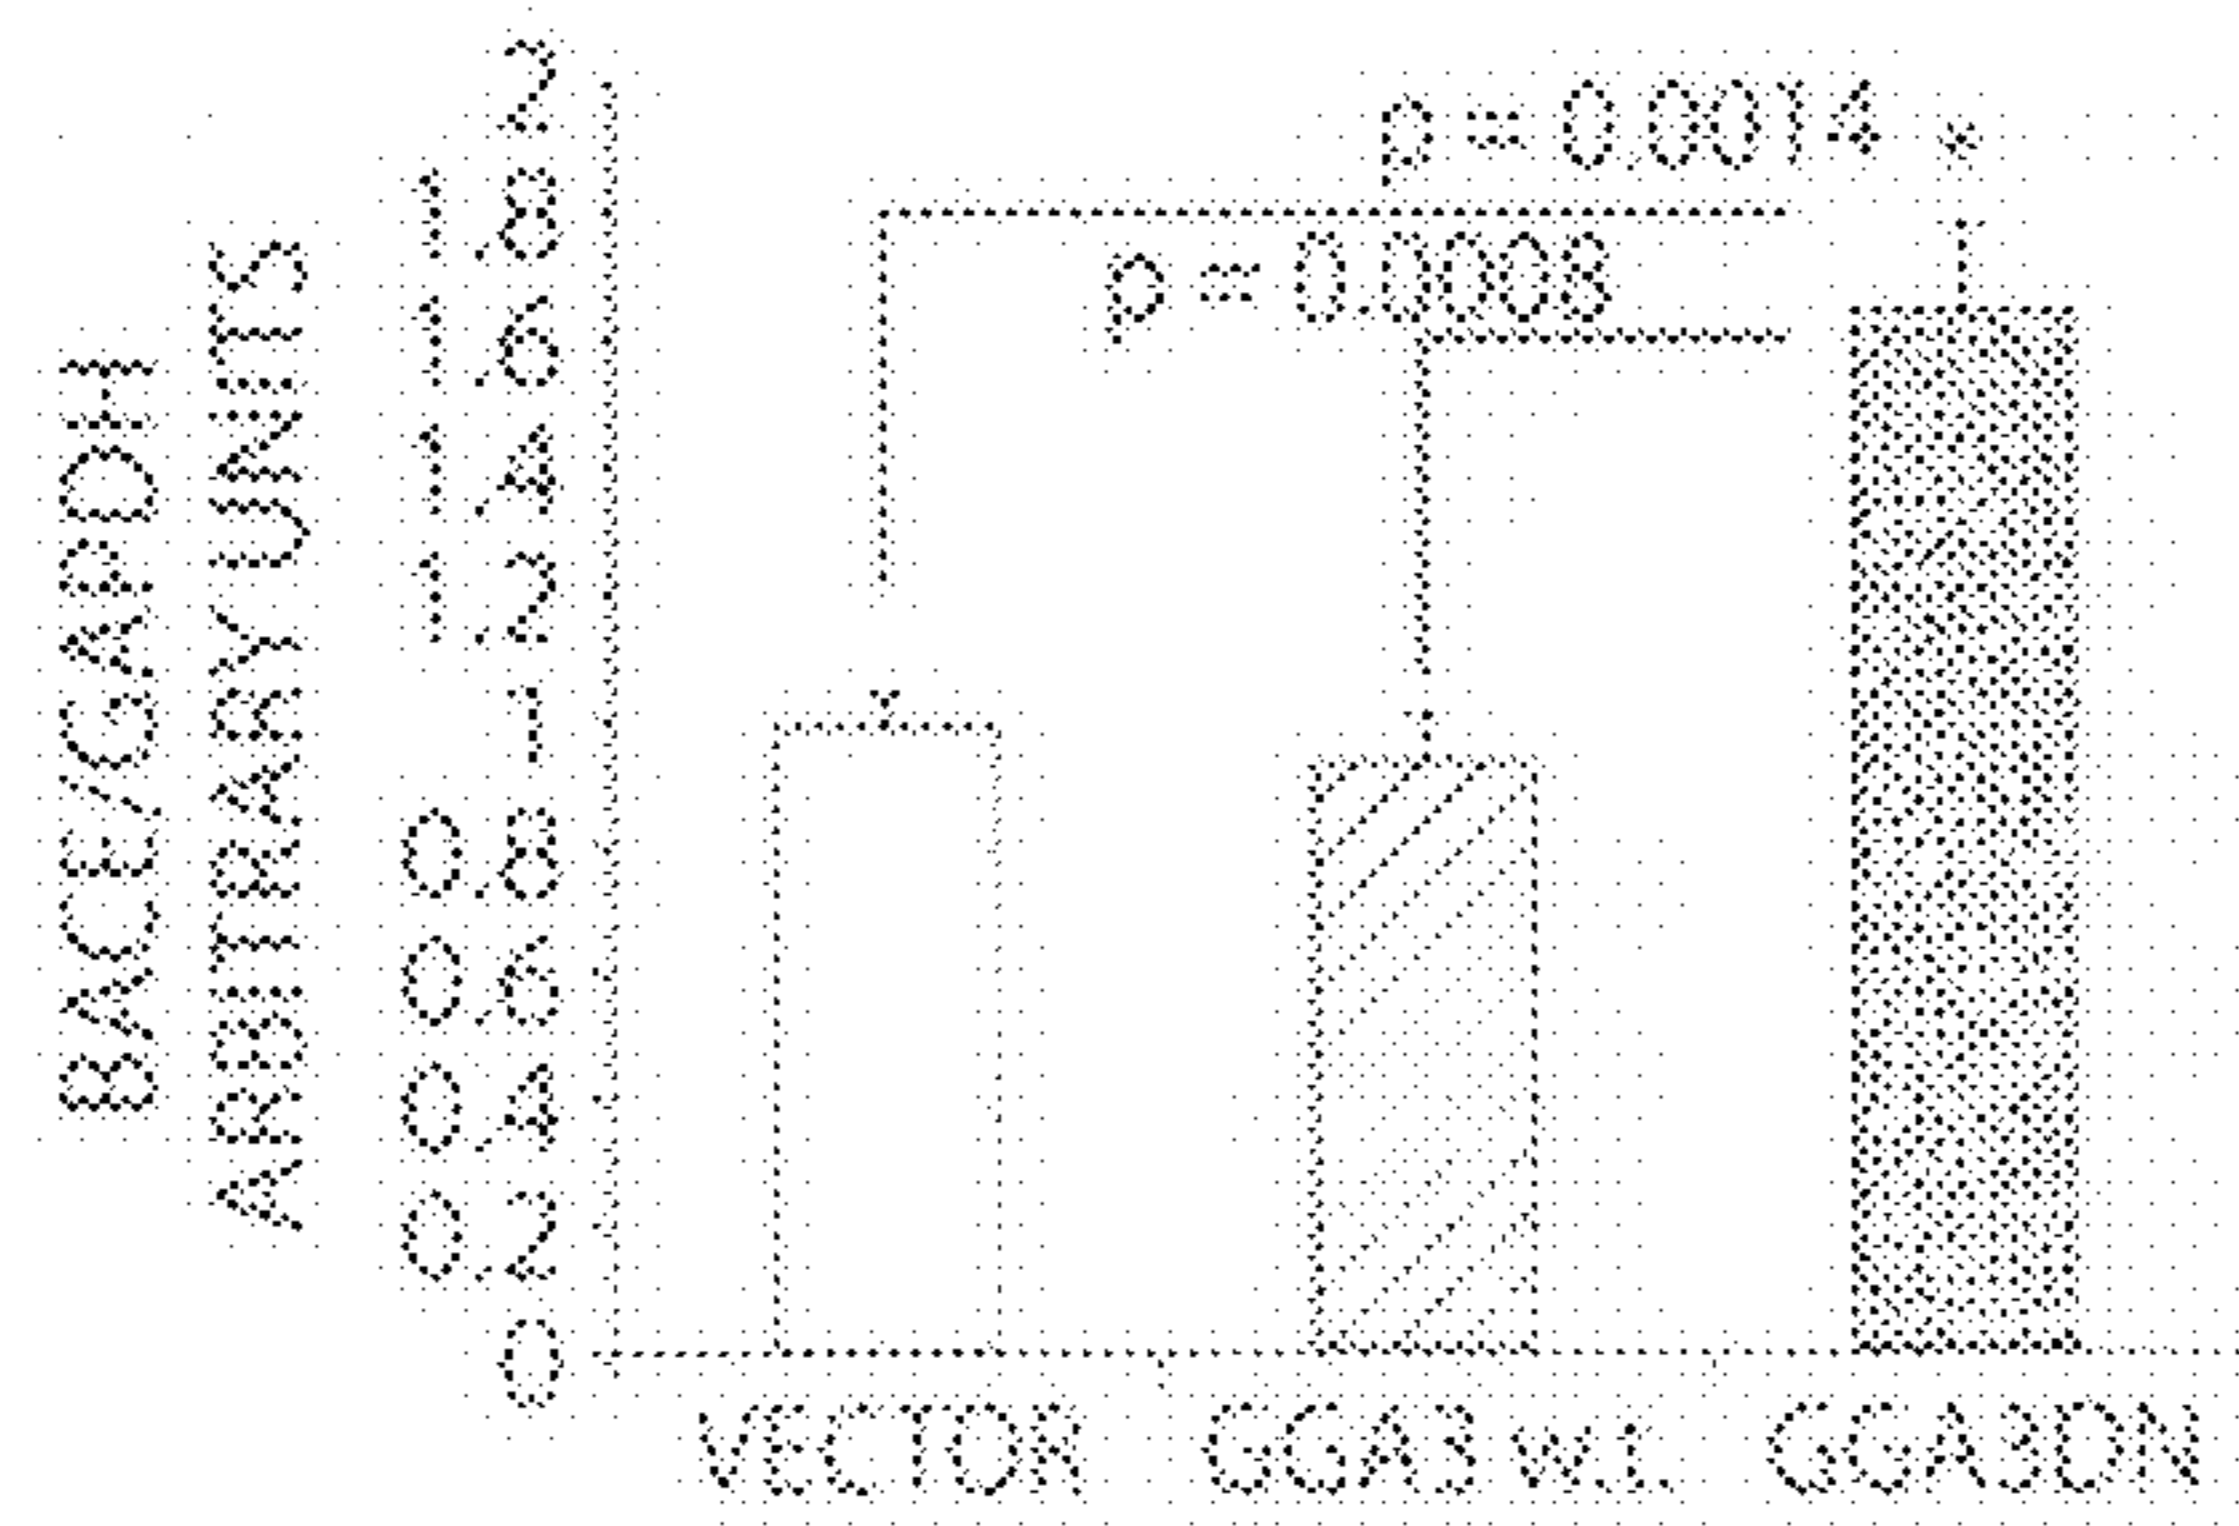 BACE/GAPDH
ARBITRARY UNITS
2
1.8
1.6
1.4
1.2
1
0.8
0.6
0.4
0.2
0
p = 0.0014 *
p = 0.0008
VECTOR GGA3 w.t. GGA3DN